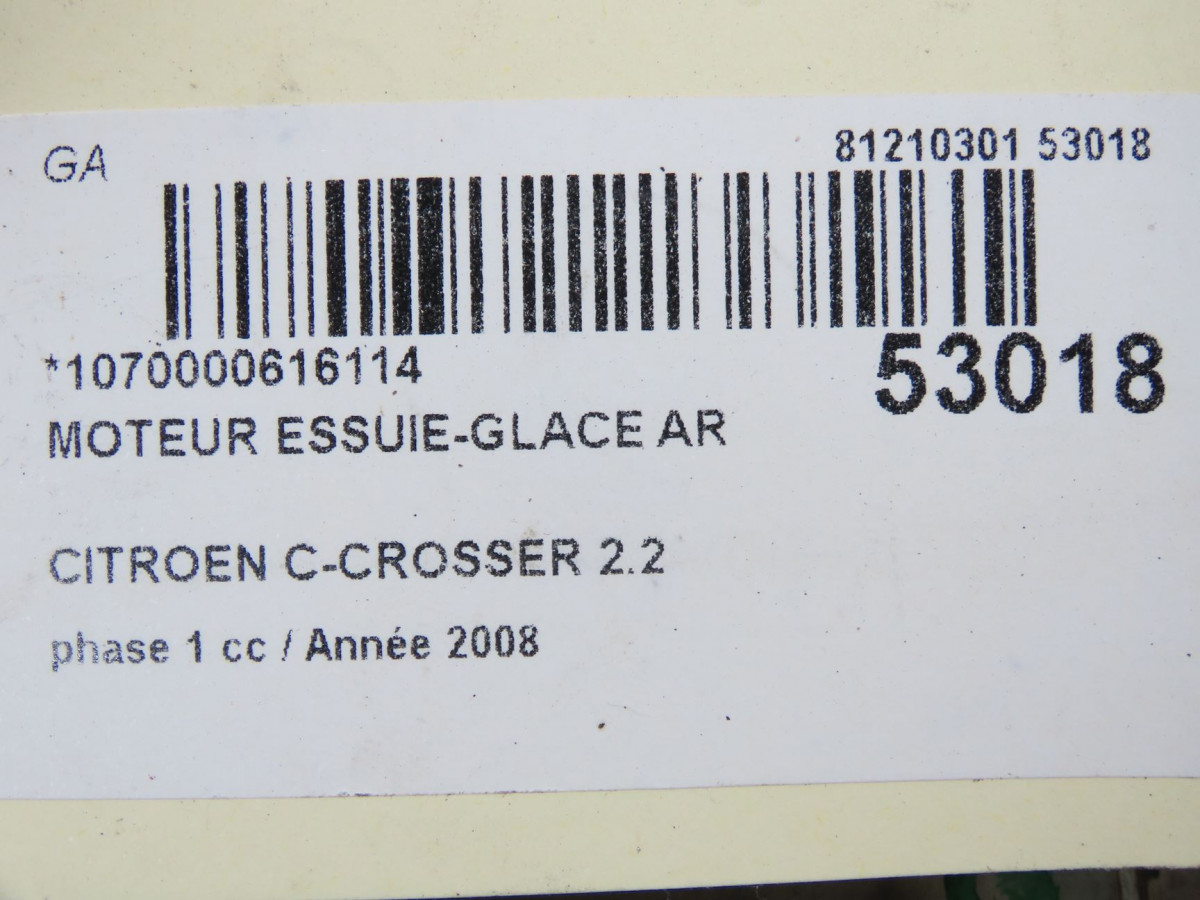 GA 81210301 53018
*1070000616114 53018
MOTEUR ESSUIE-GLACE AR
CITROEN C-CROSSER 2.2
phase 1 cc / Année 2008